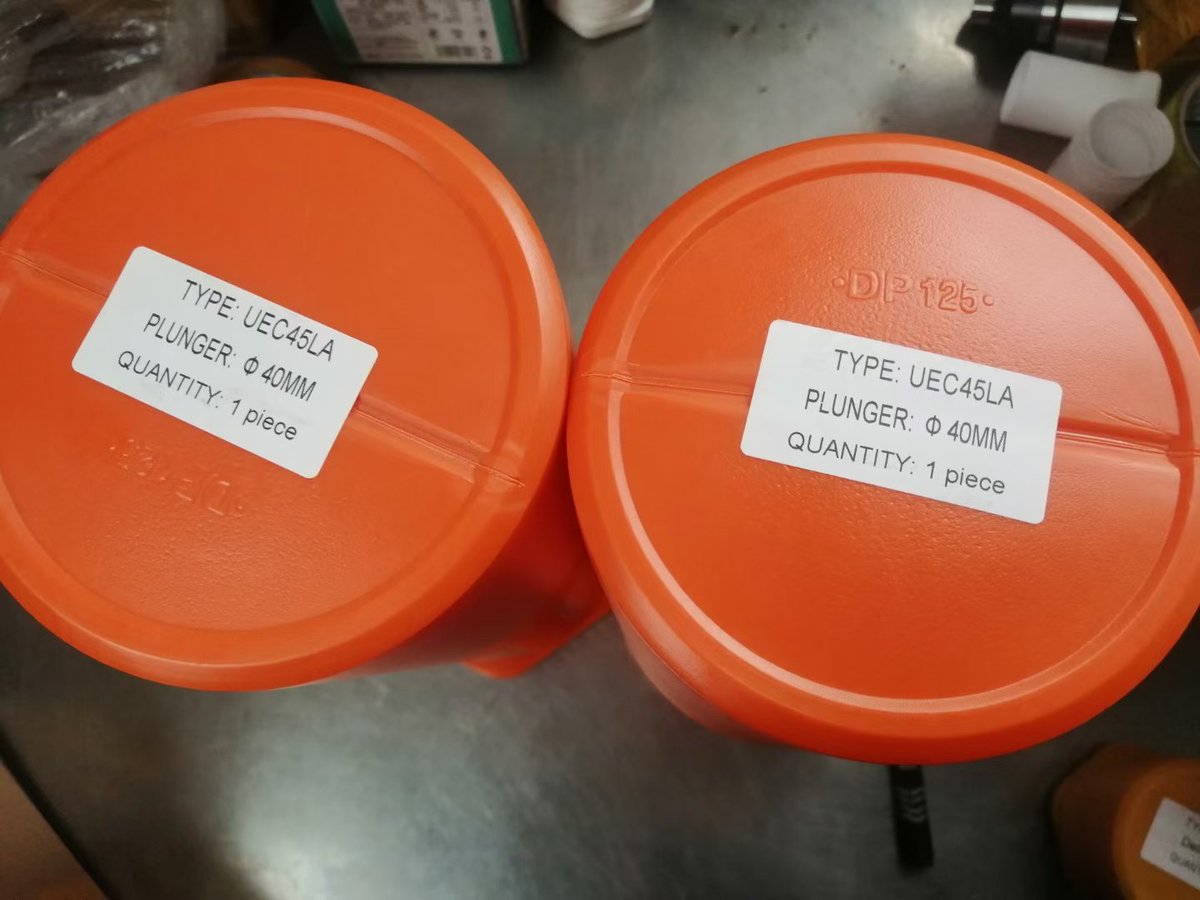 TYPE: UEC45LA
PLUNGER: Φ 40MM
QUANTITY: 1 piece
·DP 125·
TYPE: UEC45LA
PLUNGER: Φ 40MM
QUANTITY: 1 piece